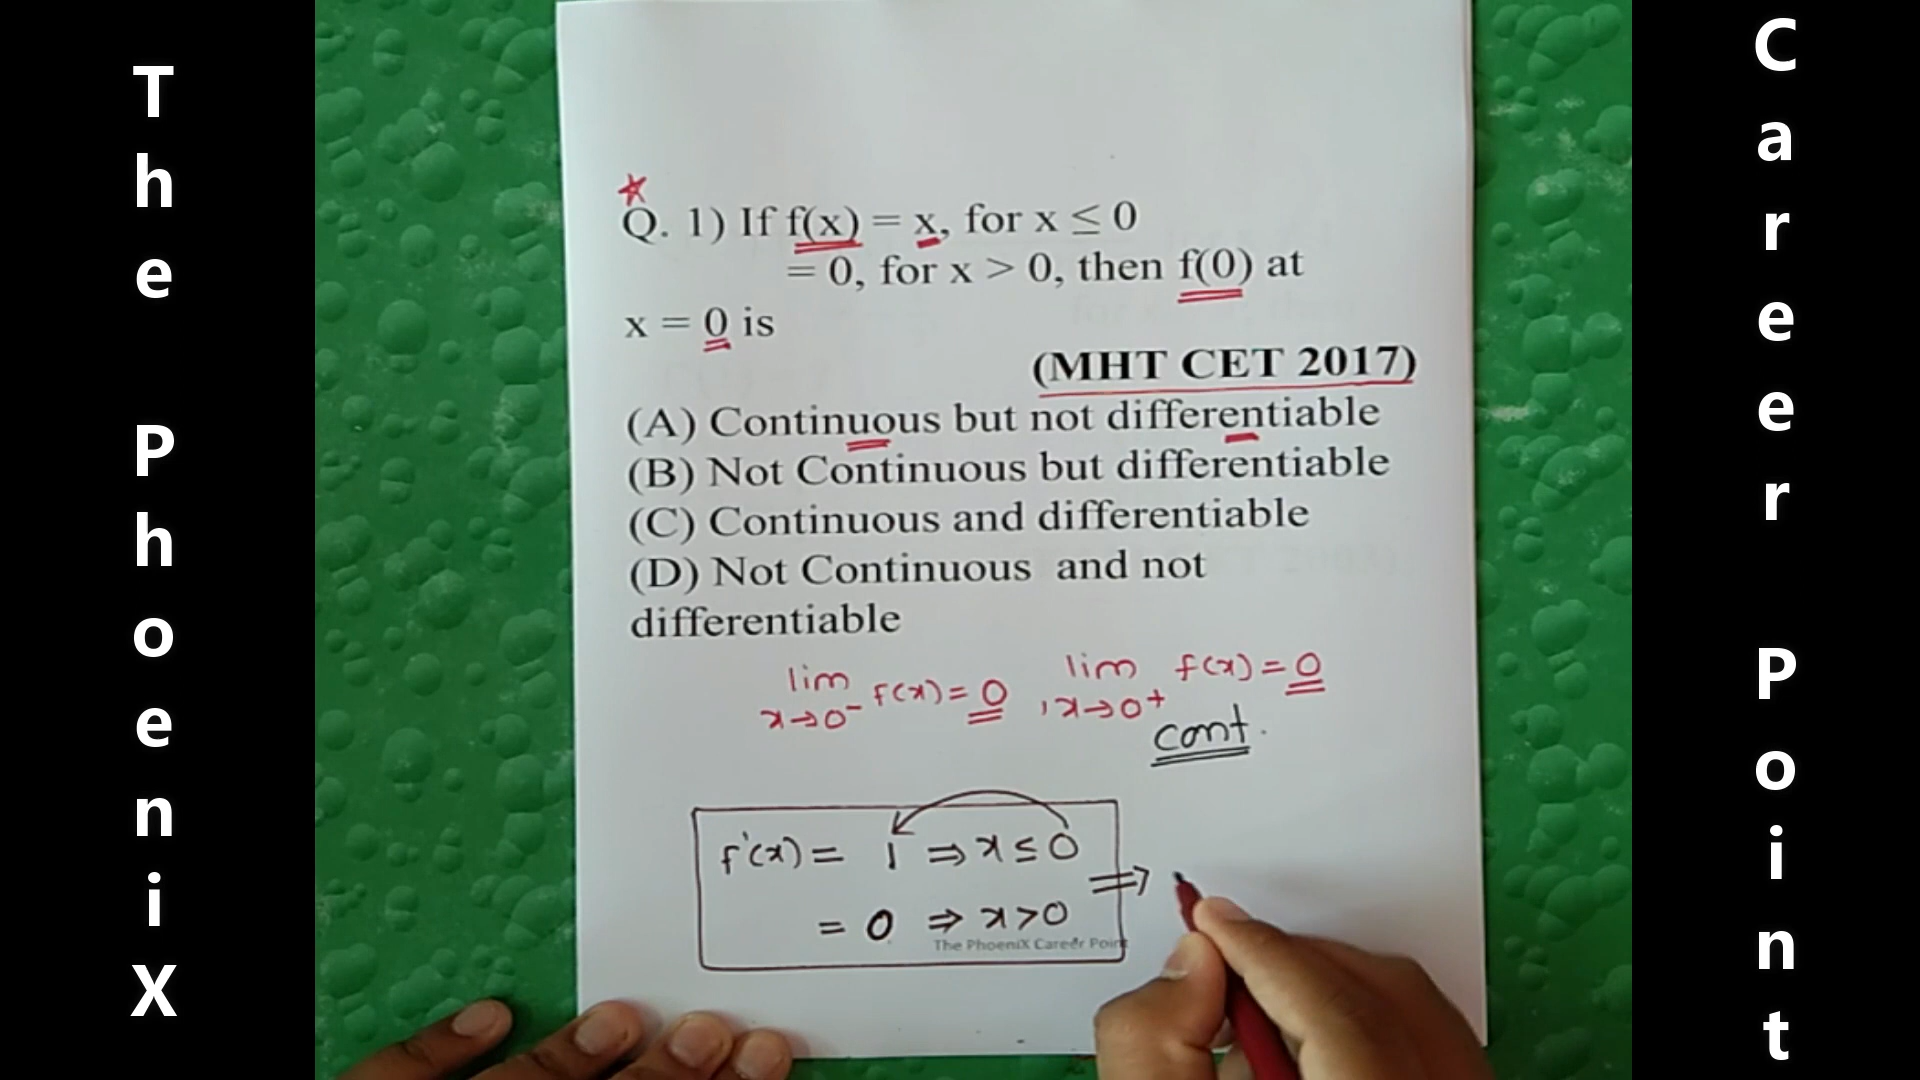 The PhoeniX
Q. 1) If f(x) = x, for x ≤ 0
= 0, for x > 0, then f(0) at
x = 0 is
(MHT CET 2017)
(A) Continuous but not differentiable
(B) Not Continuous but differentiable
(C) Continuous and differentiable
(D) Not Continuous and not
differentiable
lim f(x) = 0 , lim f(x) = 0
x→0⁻ x→0⁺
cont.
f'(x) = 1 ⇒ x ≤ 0
= 0 ⇒ x > 0 ⇒
The PhoeniX Career Point
Career Point